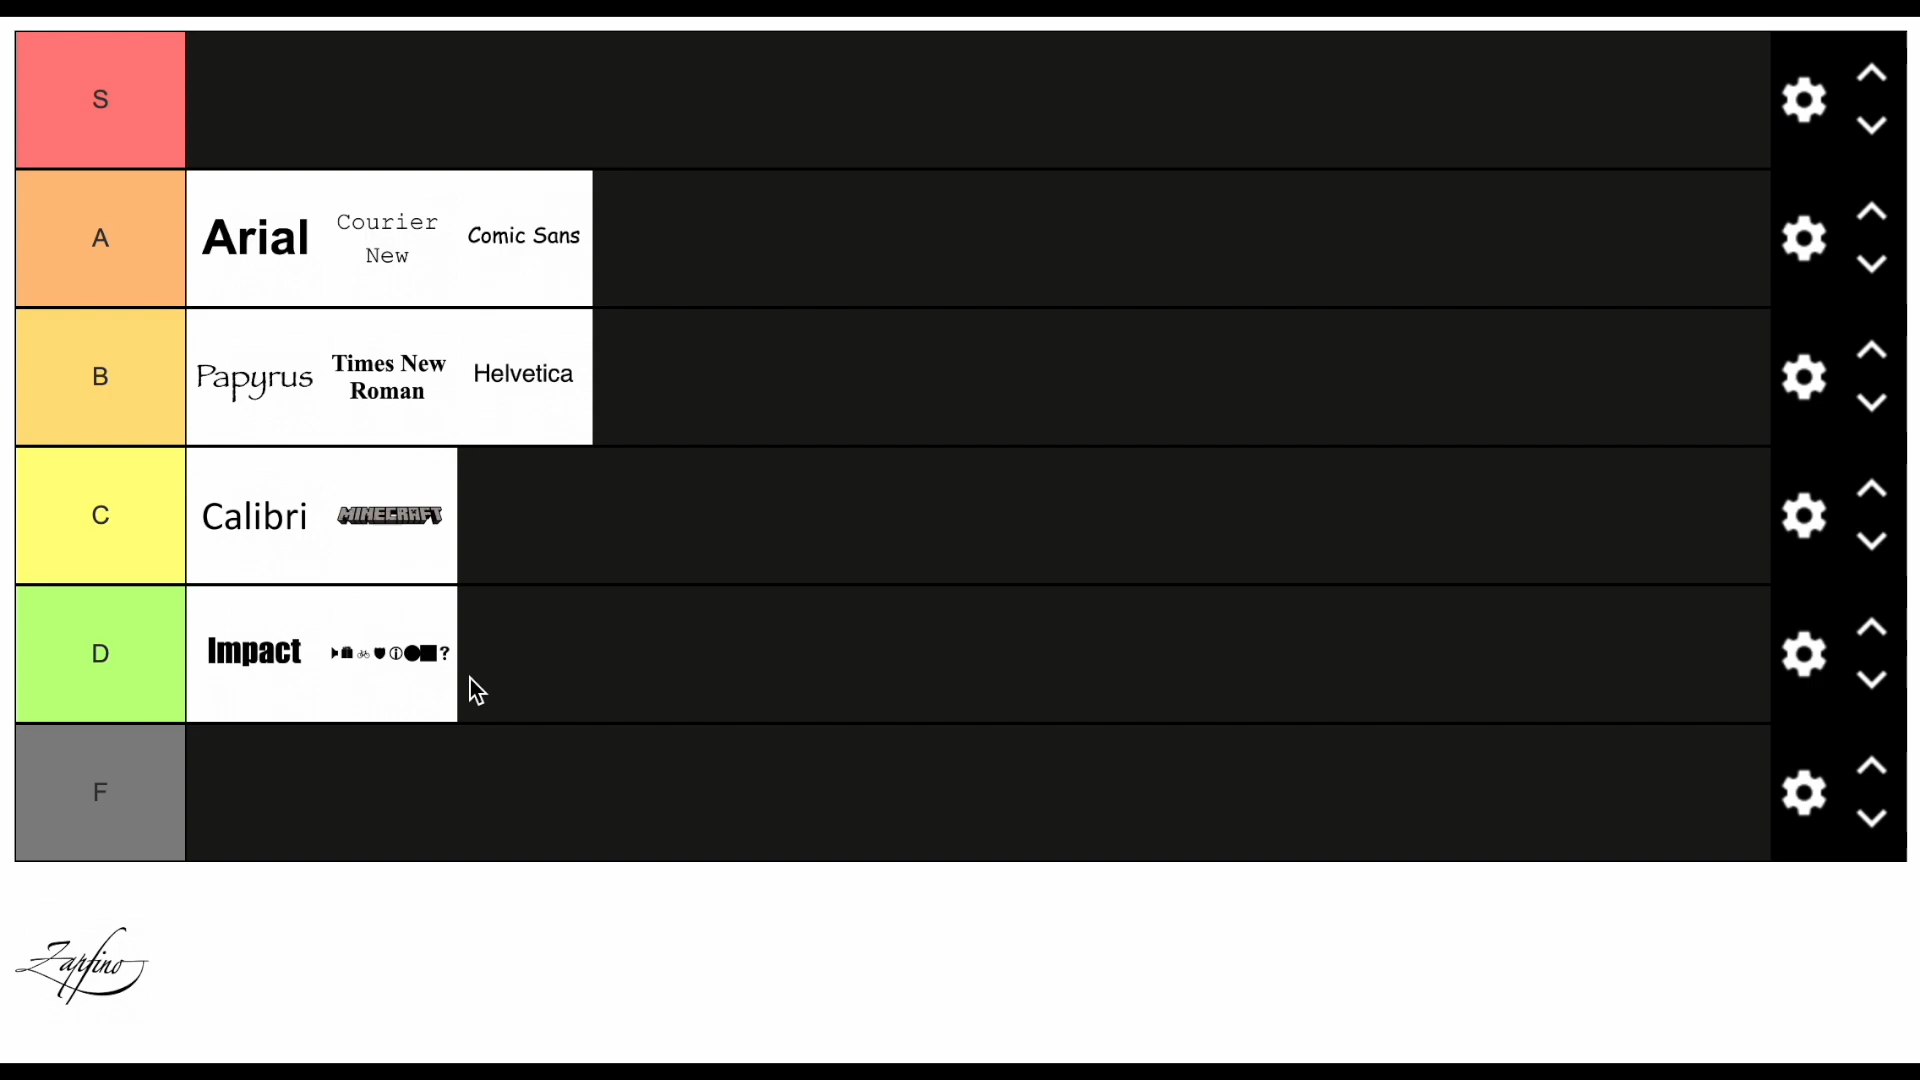 S
A
Arial
Courier
New
Comic Sans
B
Papyrus
Times New
Roman
Helvetica
C
Calibri
MINECRAFT
D
Impact
?
F
Zapfino